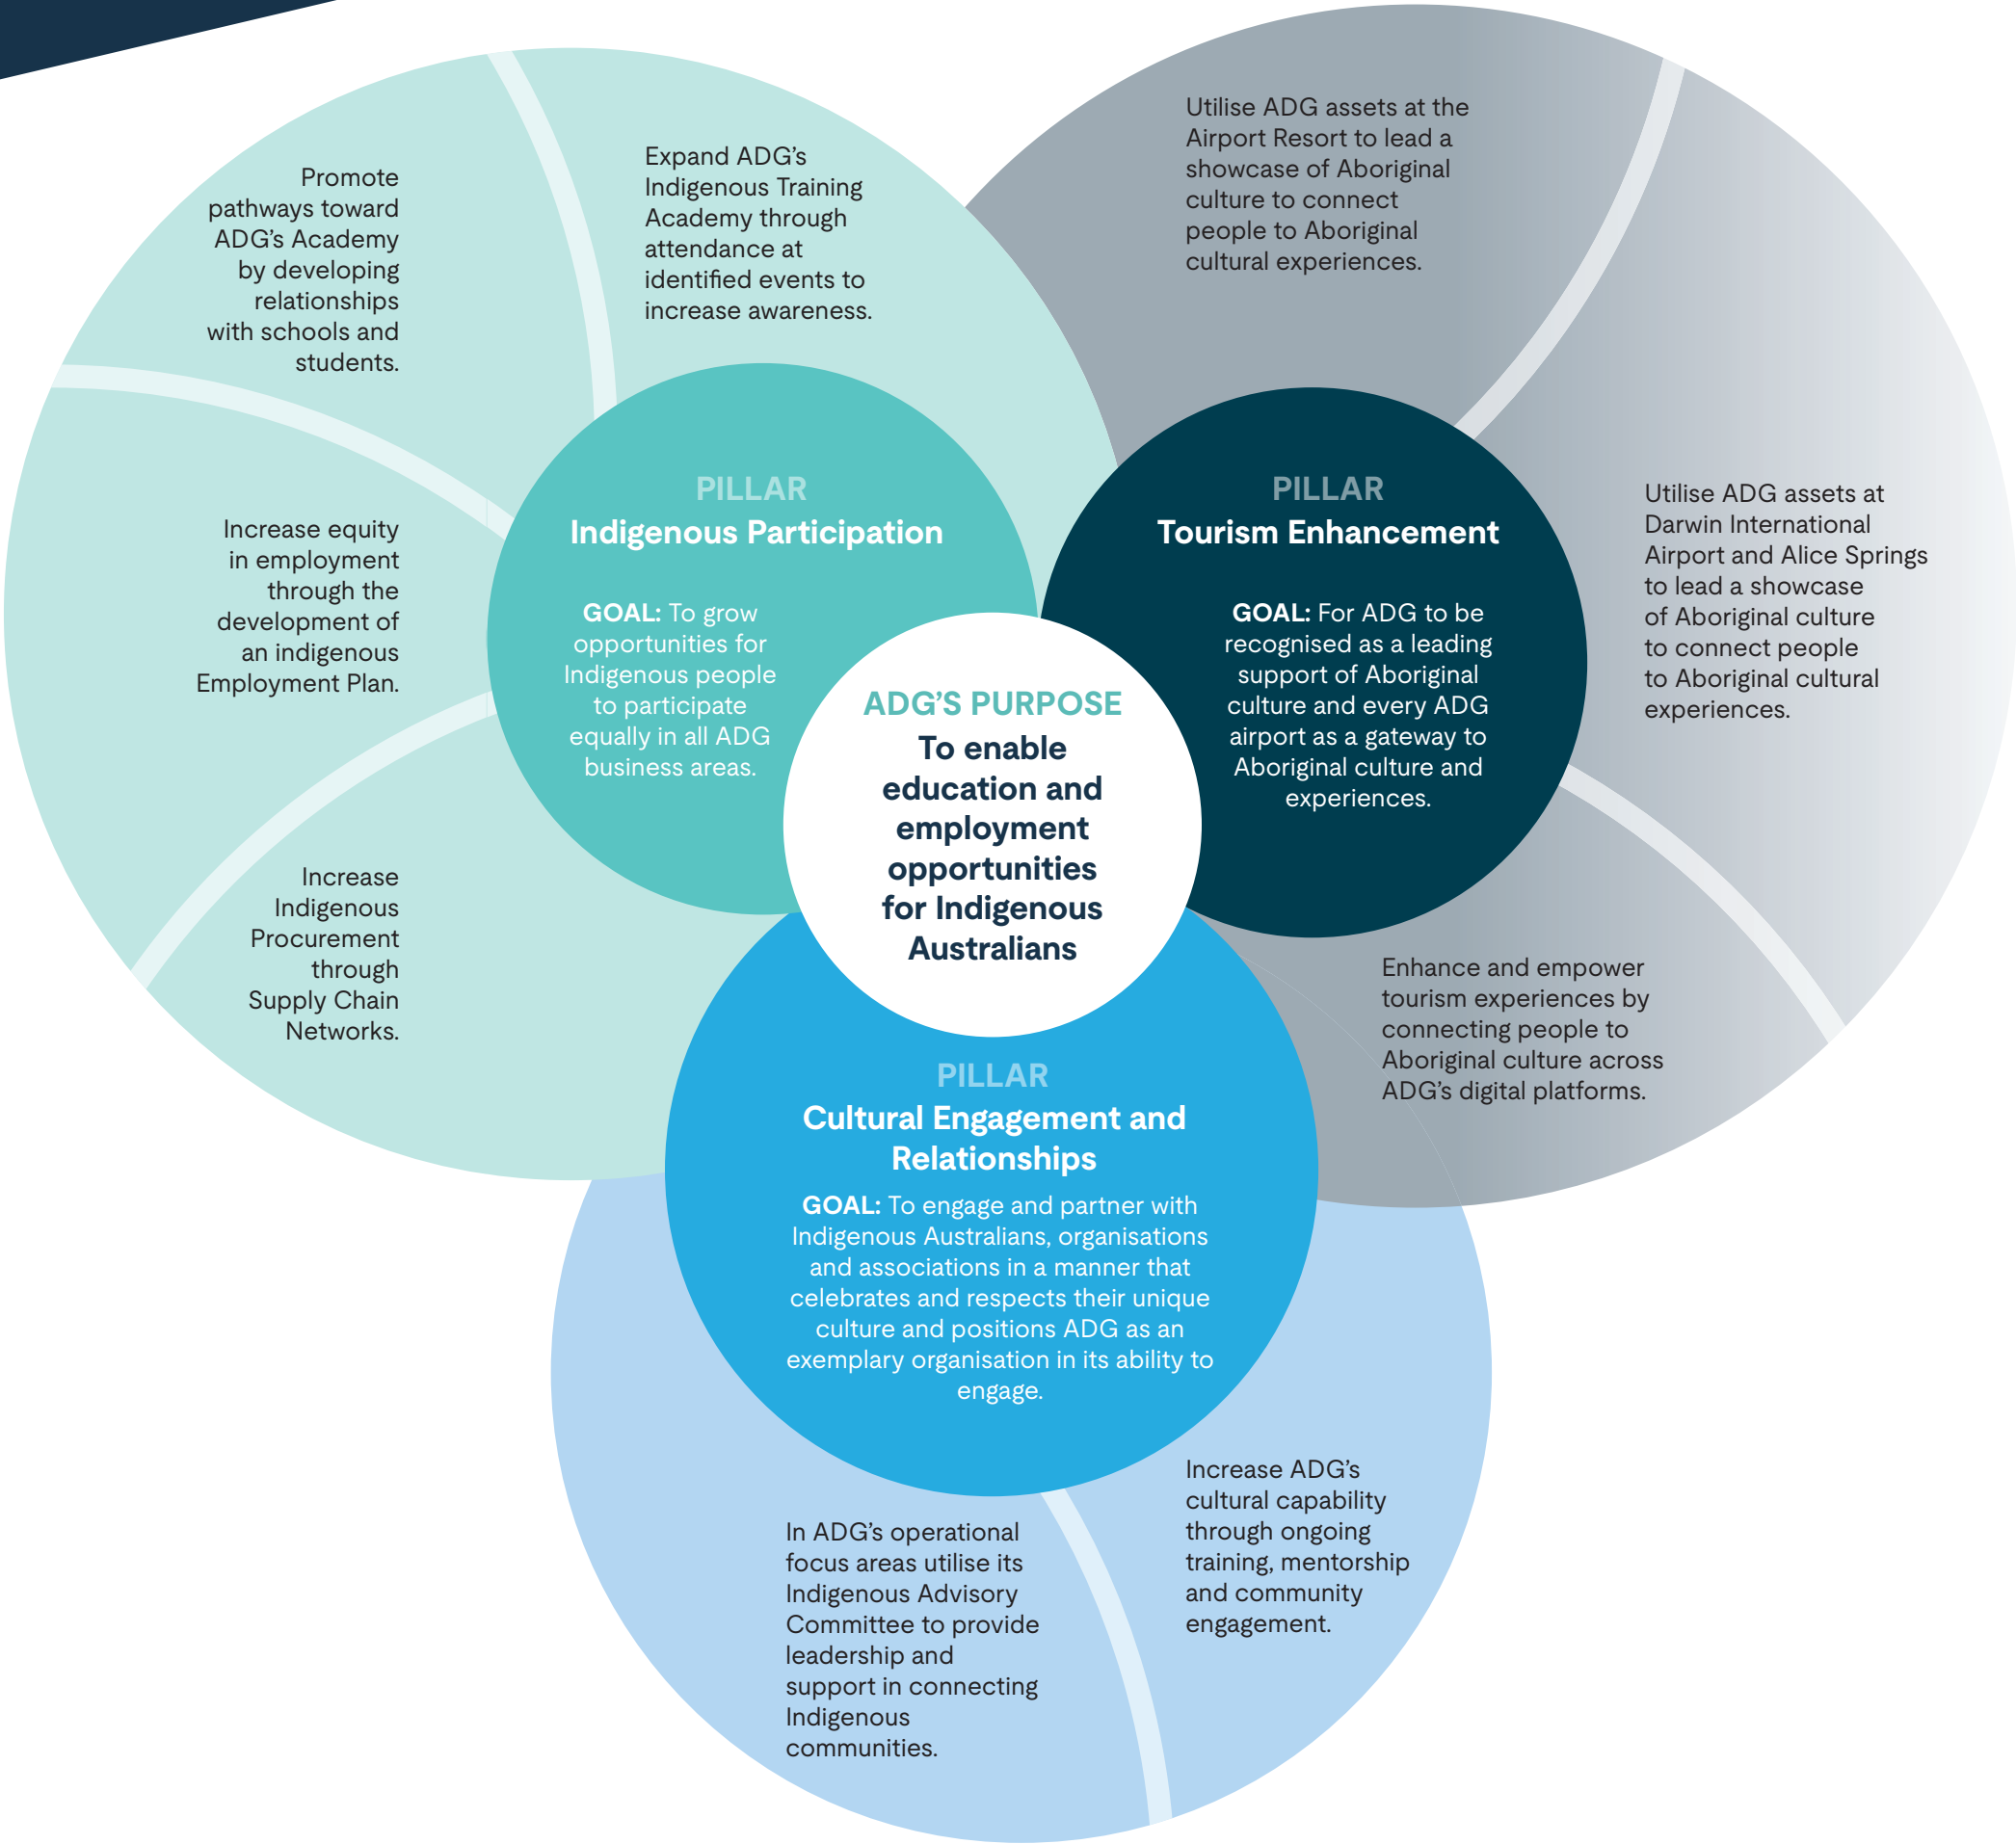 Promote
pathways toward
ADG’s Academy
by developing
relationships
with schools and
students.
Expand ADG’s
Indigenous Training
Academy through
attendance at
identified events to
increase awareness.
Utilise ADG assets at the
Airport Resort to lead a
showcase of Aboriginal
culture to connect
people to Aboriginal
cultural experiences.
Increase equity
in employment
through the
development of
an indigenous
Employment Plan.
PILLAR
Indigenous Participation
GOAL: To grow
opportunities for
Indigenous people
to participate
equally in all ADG
business areas.
PILLAR
Tourism Enhancement
GOAL: For ADG to be
recognised as a leading
support of Aboriginal
culture and every ADG
airport as a gateway to
Aboriginal culture and
experiences.
Utilise ADG assets at
Darwin International
Airport and Alice Springs
to lead a showcase
of Aboriginal culture
to connect people
to Aboriginal cultural
experiences.
ADG’S PURPOSE
To enable
education and
employment
opportunities
for Indigenous
Australians
Increase
Indigenous
Procurement
through
Supply Chain
Networks.
Enhance and empower
tourism experiences by
connecting people to
Aboriginal culture across
ADG’s digital platforms.
PILLAR
Cultural Engagement and
Relationships
GOAL: To engage and partner with
Indigenous Australians, organisations
and associations in a manner that
celebrates and respects their unique
culture and positions ADG as an
exemplary organisation in its ability to
engage.
In ADG’s operational
focus areas utilise its
Indigenous Advisory
Committee to provide
leadership and
support in connecting
Indigenous
communities.
Increase ADG’s
cultural capability
through ongoing
training, mentorship
and community
engagement.